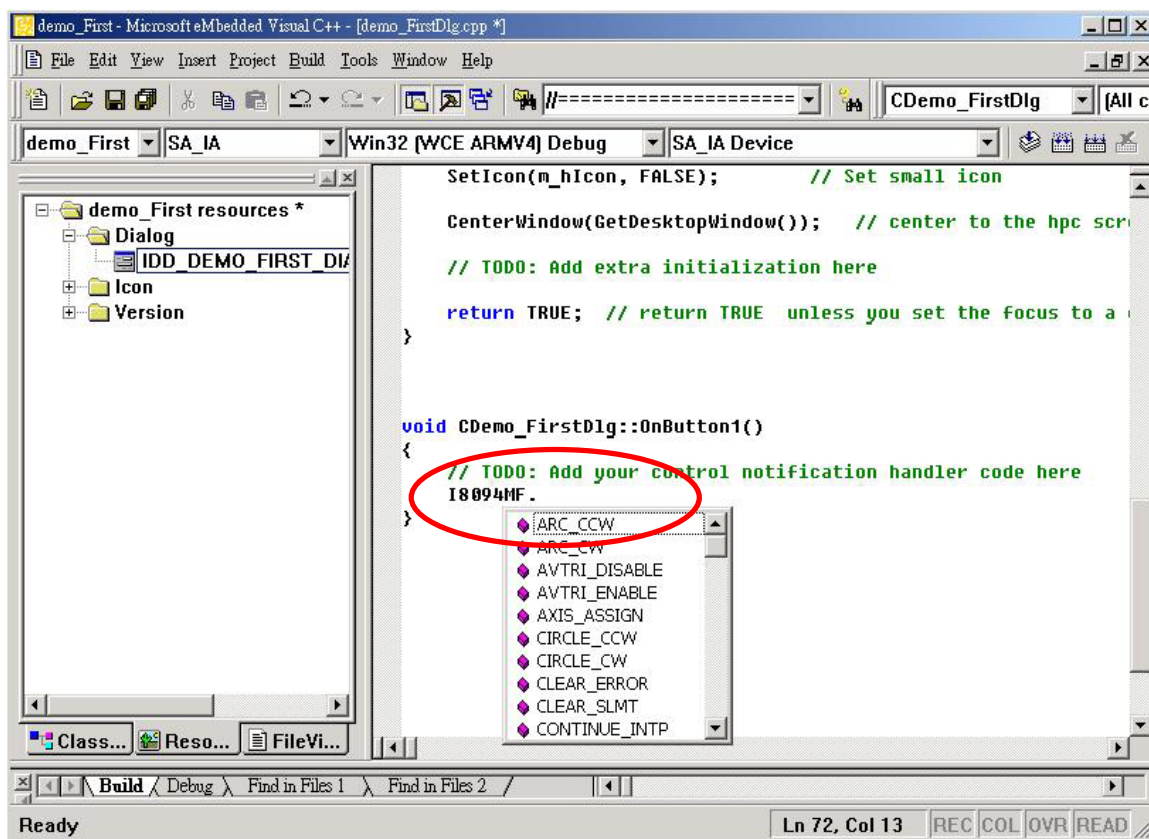 demo_First - Microsoft eMbedded Visual C++ - [demo_FirstDlg.cpp *]
File Edit View Insert Project Build Tools Window Help
//===================== CDemo_FirstDlg (All c
demo_First SA_IA Win32 (WCE ARMV4) Debug SA_IA Device
demo_First resources *
Dialog
IDD_DEMO_FIRST_DIA
Icon
Version
Class... Reso... FileVi...
SetIcon(m_hIcon, FALSE); // Set small icon
CenterWindow(GetDesktopWindow()); // center to the hpc scr
// TODO: Add extra initialization here
return TRUE; // return TRUE unless you set the focus to a
}
void CDemo_FirstDlg::OnButton1()
{
// TODO: Add your control notification handler code here
I8094MF.
}
ARC_CCW
ARC_CW
AVTRI_DISABLE
AVTRI_ENABLE
AXIS_ASSIGN
CIRCLE_CCW
CIRCLE_CW
CLEAR_ERROR
CLEAR_SLMT
CONTINUE_INTP
Build Debug Find in Files 1 Find in Files 2
Ready Ln 72, Col 13 REC COL OVR READ